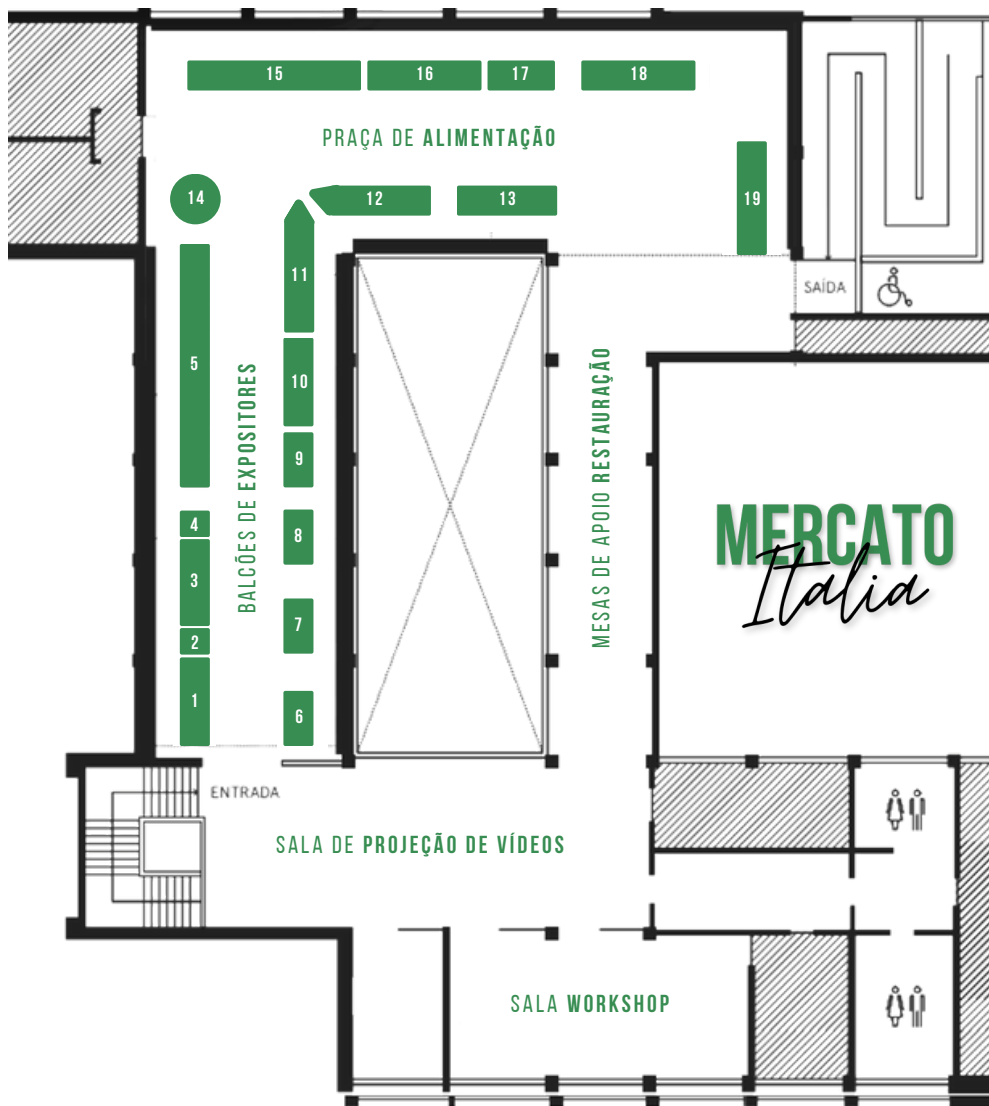 15
16
17
18
PRAÇA DE ALIMENTAÇÃO
14
12
13
19
11
SAÍDA
5
10
BALCÕES DE EXPOSITORES
MESAS DE APOIO RESTAURAÇÃO
9
4
8
3
7
2
1
6
MERCATO
Italia
ENTRADA
SALA DE PROJEÇÃO DE VÍDEOS
SALA WORKSHOP